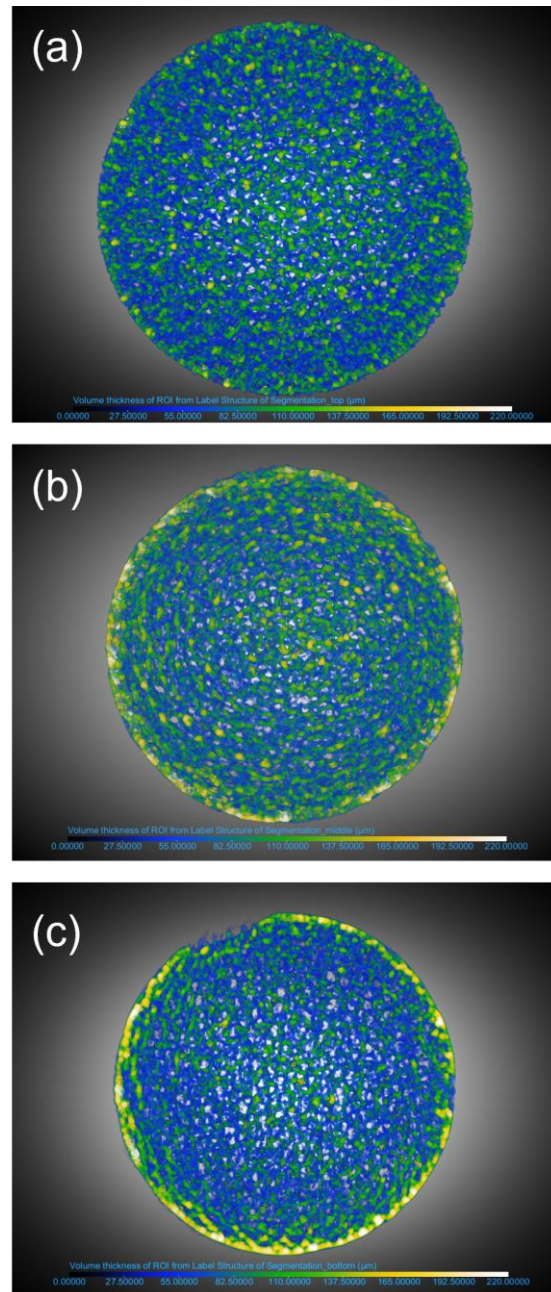 (a)
Volume thickness of ROI from Label Structure of Segmentation_top (µm)
0.00000 27.50000 55.00000 82.50000 110.00000 137.50000 165.00000 192.50000 220.00000
(b)
Volume thickness of ROI from Label Structure of Segmentation_middle (µm)
0.00000 27.50000 55.00000 82.50000 110.00000 137.50000 165.00000 192.50000 220.00000
(c)
Volume thickness of ROI from Label Structure of Segmentation_bottom (µm)
0.00000 27.50000 55.00000 82.50000 110.00000 137.50000 165.00000 192.50000 220.00000